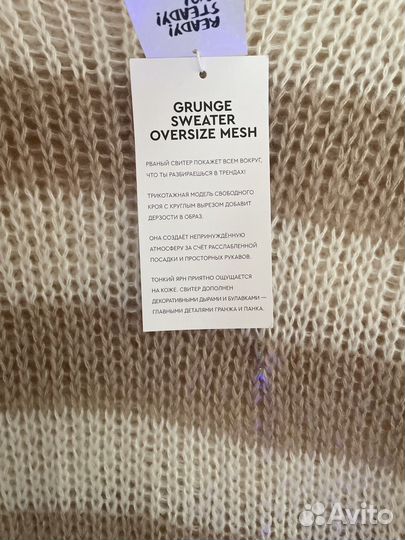 READY!
STEADY!
GRUNGE
SWEATER
OVERSIZE MESH
РВАНЫЙ СВИТЕР ПОКАЖЕТ ВСЕМ ВОКРУГ,
ЧТО ТЫ РАЗБИРАЕШЬСЯ В ТРЕНДАХ!
ТРИКОТАЖНАЯ МОДЕЛЬ СВОБОДНОГО
КРОЯ С КРУГЛЫМ ВЫРЕЗОМ ДОБАВИТ
ДЕРЗОСТИ В ОБРАЗ.
ОНА СОЗДАЁТ НЕПРИНУЖДЁННУЮ
АТМОСФЕРУ ЗА СЧЁТ РАССЛАБЛЕННОЙ
ПОСАДКИ И ПРОСТОРНЫХ РУКАВОВ.
ТОНКИЙ ЯРН ПРИЯТНО ОЩУЩАЕТСЯ
НА КОЖЕ. СВИТЕР ДОПОЛНЕН
ДЕКОРАТИВНЫМИ ДЫРАМИ И БУЛАВКАМИ —
ГЛАВНЫМИ ДЕТАЛЯМИ ГРАНЖА И ПАНКА.
Avito